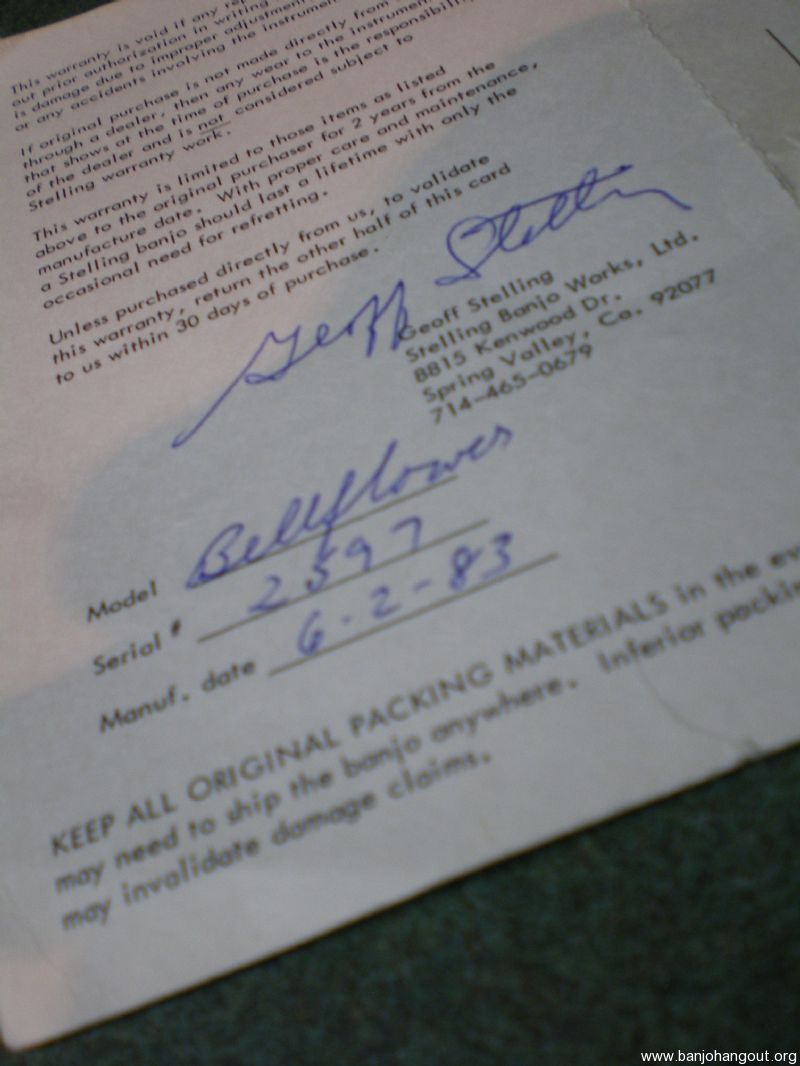 This warranty is void if any
out prior authorization in writing
is damage due to improper adjustment
or any accidents involving the instrument
If original purchase is not made directly from
through a dealer, then any wear to the instrument
that shows at the time of purchase is the responsibility
of the dealer and is not considered subject to
Stelling warranty work.
This warranty is limited to those items as listed
above to the original purchaser for 2 years from the
manufacture date. With proper care and maintenance,
a Stelling banjo should last a lifetime with only the
occasional need for refretting.
Unless purchased directly from us, to validate
this warranty, return the other half of this card
to us within 30 days of purchase.
Geoff Stelling
Geoff Stelling
Stelling Banjo Works, Ltd.
8815 Kenwood Dr.
Spring Valley, Ca. 92077
714-465-0679
Model Bellflower
Serial # 2597
Manuf. date 6-2-83
KEEP ALL ORIGINAL PACKING MATERIALS in the
may need to ship the banjo anywhere. Inferior
may invalidate damage claims.
www.banjohangout.org